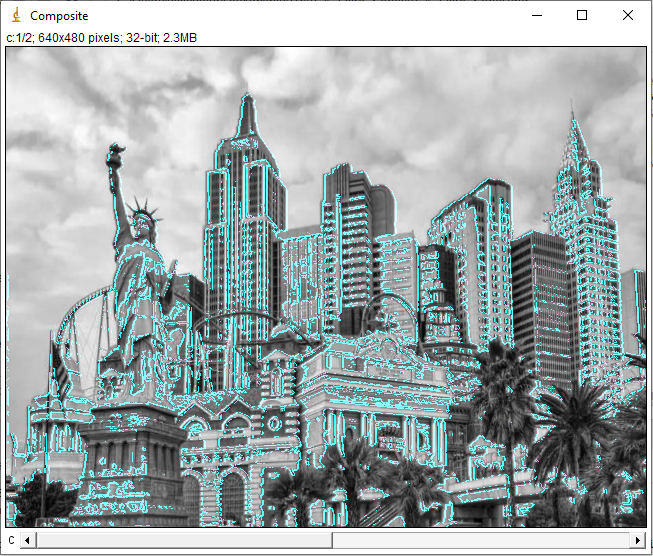 Composite
c:1/2; 640x480 pixels; 32-bit; 2.3MB
c